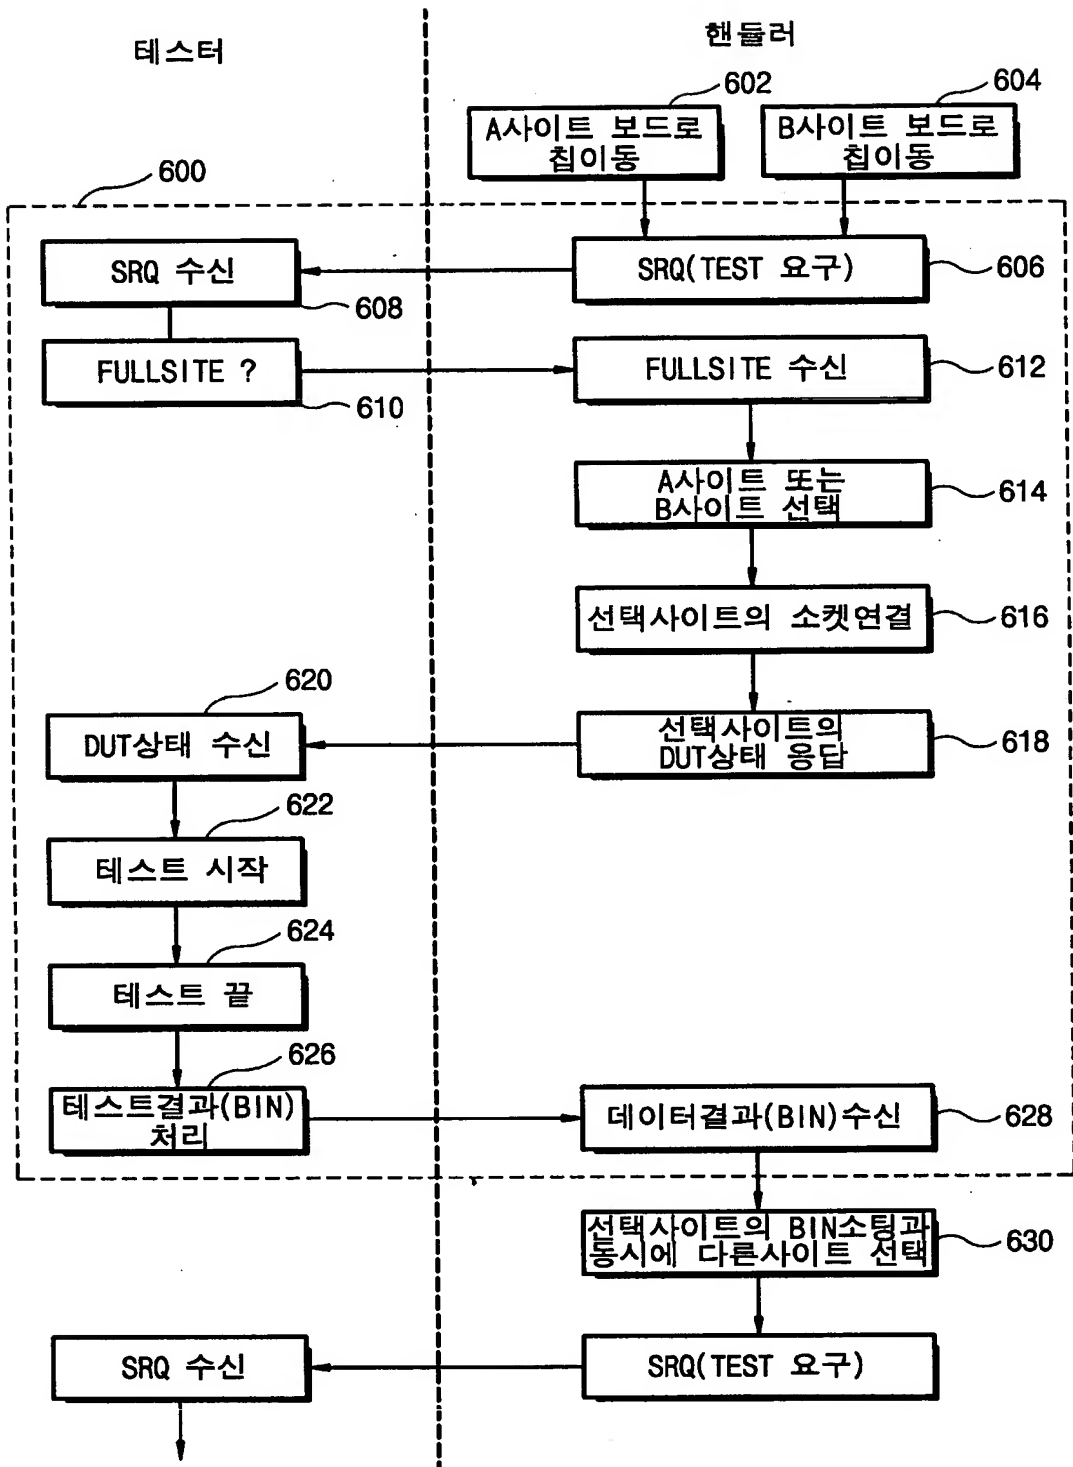 테스터
핸들러
602
604
A사이트 보드로
칩이동
B사이트 보드로
칩이동
600
SRQ 수신
608
SRQ(TEST 요구)
606
FULLSITE ?
610
FULLSITE 수신
612
A사이트 또는
B사이트 선택
614
선택사이트의 소켓연결
616
620
DUT상태 수신
선택사이트의
DUT상태 응답
618
622
테스트 시작
624
테스트 끝
626
테스트결과(BIN)
처리
데이터결과(BIN)수신
628
선택사이트의 BIN소팅과
동시에 다른사이트 선택
630
SRQ 수신
SRQ(TEST 요구)